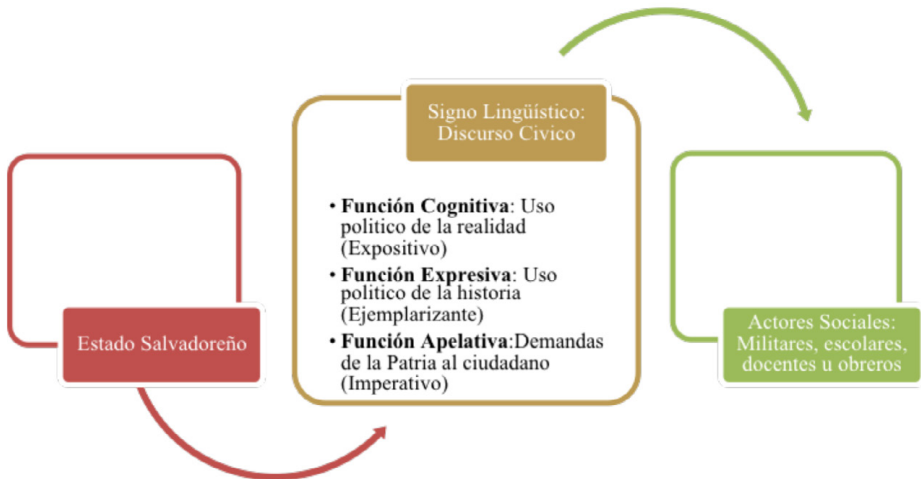 Estado Salvadoreño
Signo Lingüístico:
Discurso Civico
• Función Cognitiva: Uso
politico de la realidad
(Expositivo)
• Función Expresiva: Uso
politico de la historia
(Ejemplarizante)
• Función Apelativa:Demandas
de la Patria al ciudadano
(Imperativo)
Actores Sociales:
Militares, escolares,
docentes u obreros